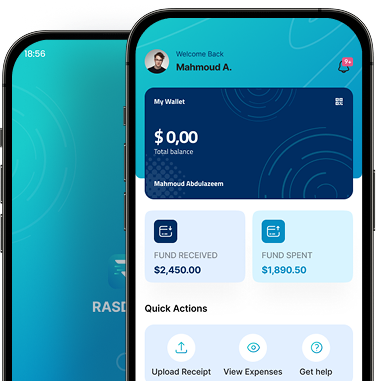 18:56
Welcome Back
Mahmoud A.
9+
My Wallet
$ 0,00
Total balance
Mahmoud Abdulazeem
FUND RECEIVED
$2,450.00
FUND SPENT
$1,890.50
RASD
Quick Actions
Upload Receipt
View Expenses
Get help